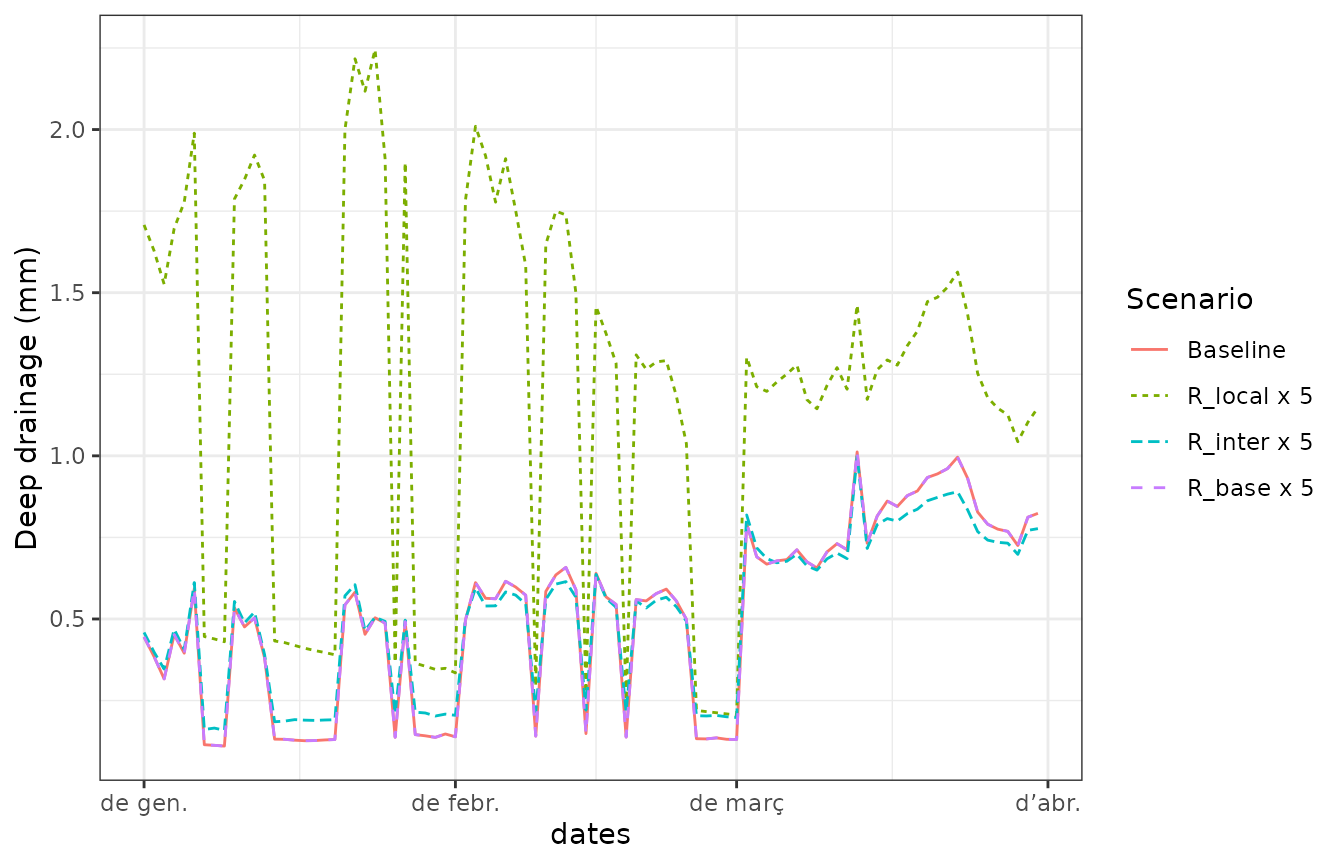 Deep drainage (mm)
2.0
1.5
1.0
0.5
de gen.
de febr.
de març
d’abr.
dates
Scenario
Baseline
R_local x 5
R_inter x 5
R_base x 5